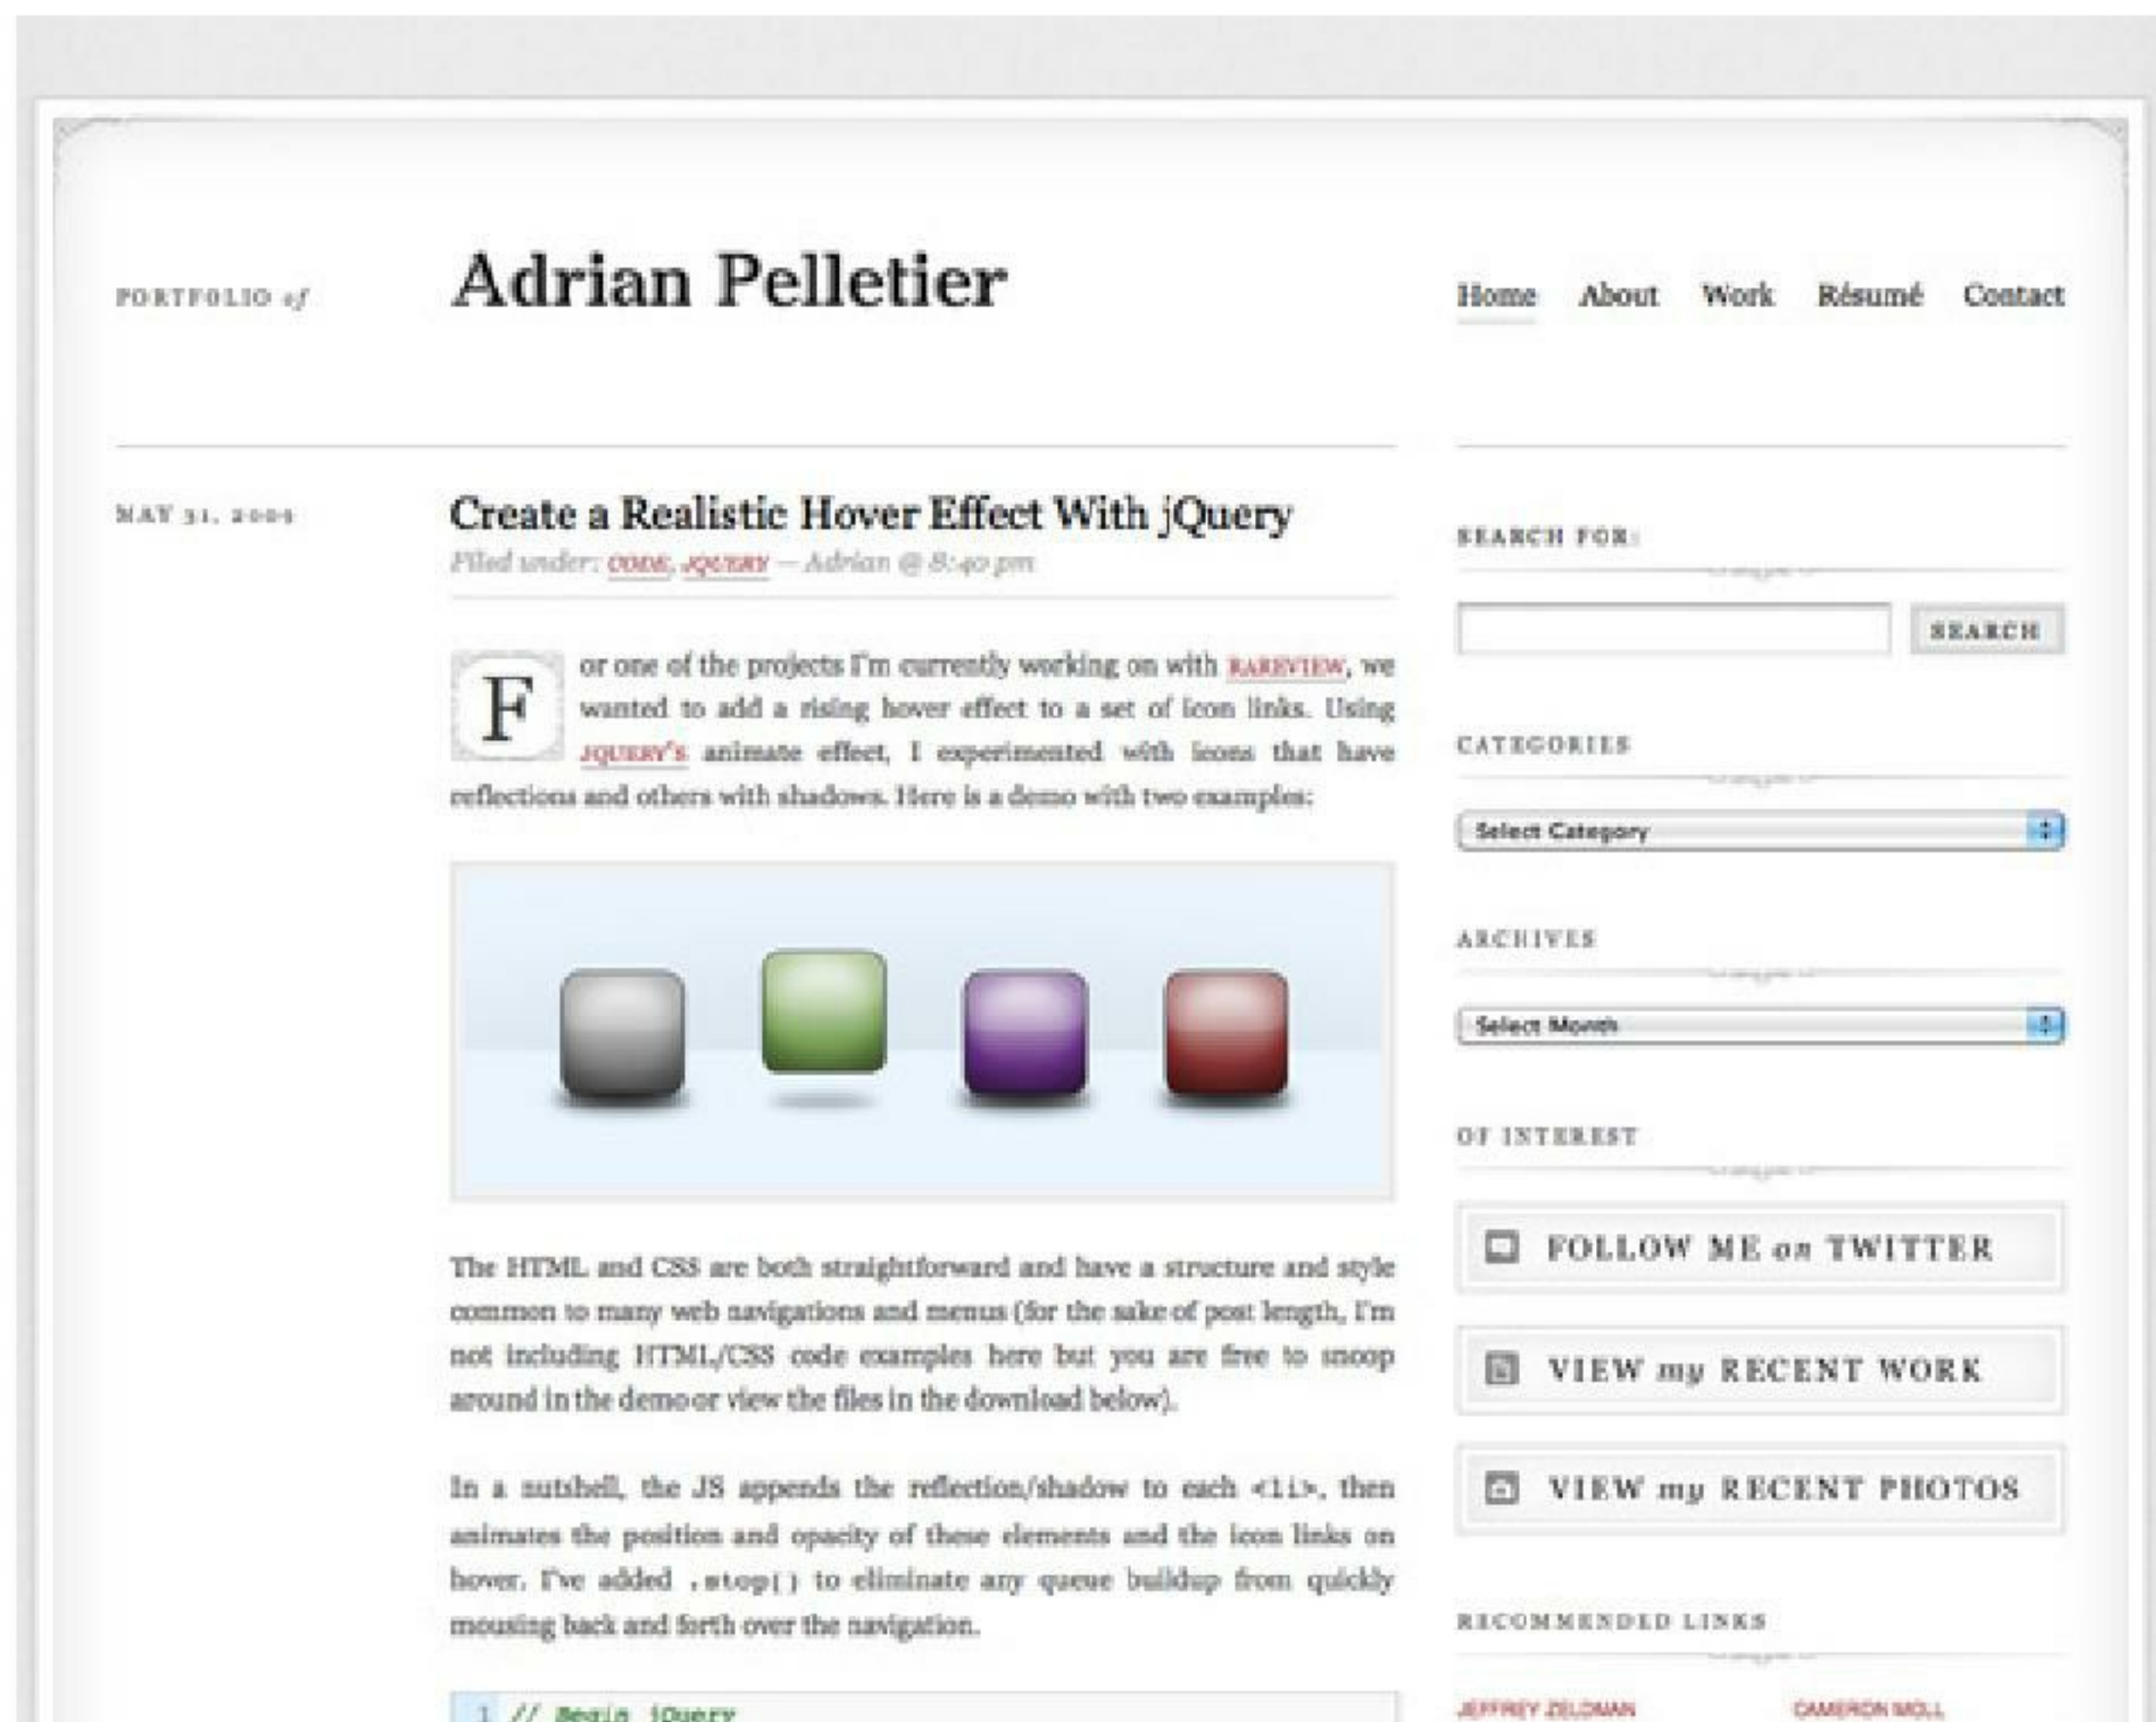 PORTFOLIO of
Adrian Pelletier
Home About Work Résumé Contact
MAY 31, 2009
Create a Realistic Hover Effect With jQuery
Filed under: CODE, JQUERY — Adrian @ 8:40 pm
For one of the projects I'm currently working on with RAREVIEW, we
wanted to add a rising hover effect to a set of icon links. Using
JQUERY'S animate effect, I experimented with icons that have
reflections and others with shadows. Here is a demo with two examples:
The HTML and CSS are both straightforward and have a structure and style
common to many web navigations and menus (for the sake of post length, I'm
not including HTML/CSS code examples here but you are free to snoop
around in the demo or view the files in the download below).
In a nutshell, the JS appends the reflection/shadow to each <li>, then
animates the position and opacity of these elements and the icon links on
hover. I've added .stop() to eliminate any queue buildup from quickly
mousing back and forth over the navigation.
1 // Begin jQuery
SEARCH FOR:
SEARCH
CATEGORIES
Select Category
ARCHIVES
Select Month
OF INTEREST
FOLLOW ME on TWITTER
VIEW my RECENT WORK
VIEW my RECENT PHOTOS
RECOMMENDED LINKS
JEFFREY ZELDMAN CAMERON MOLL